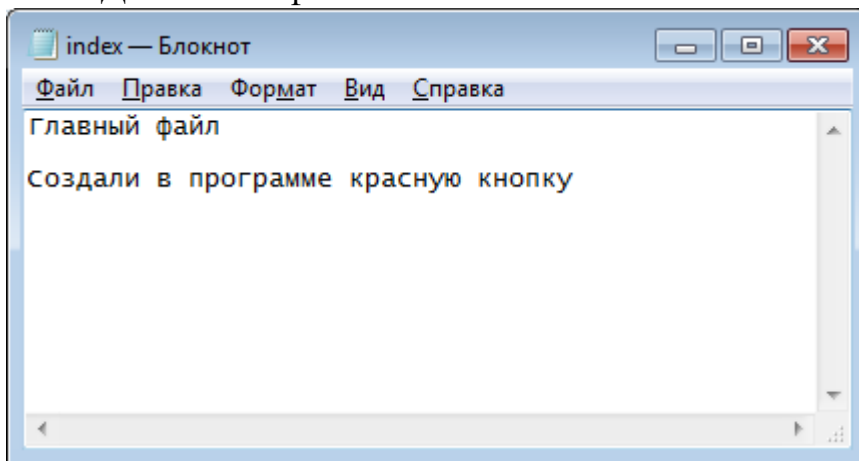 index — Блокнот
Файл Правка Формат Вид Справка
Главный файл
Создали в программе красную кнопку